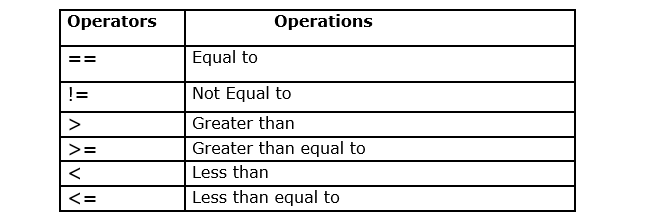 Operators Operations
== Equal to
!= Not Equal to
> Greater than
>= Greater than equal to
< Less than
<= Less than equal to